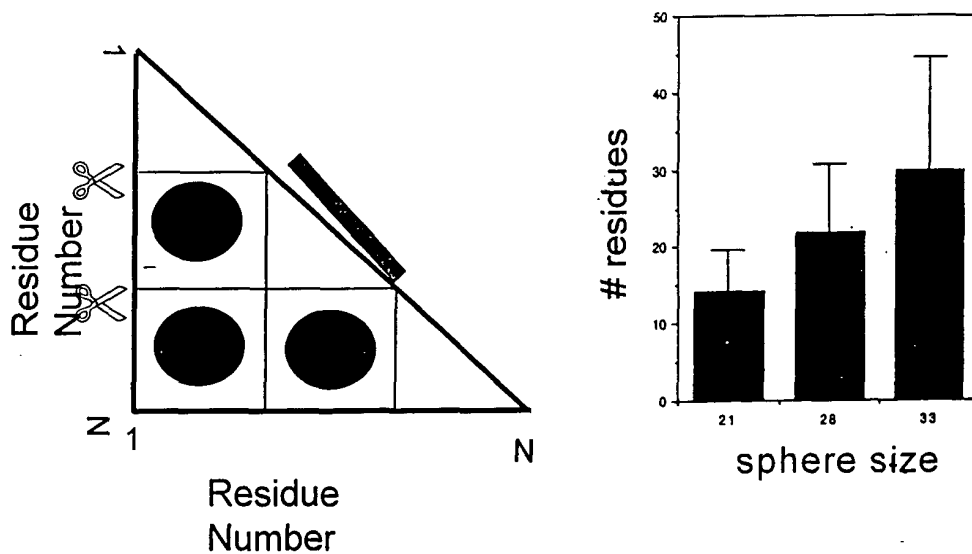 1
Residue
Number
N
1
N
Residue
Number
50
40
30
20
10
0
# residues
21
28
33
sphere size